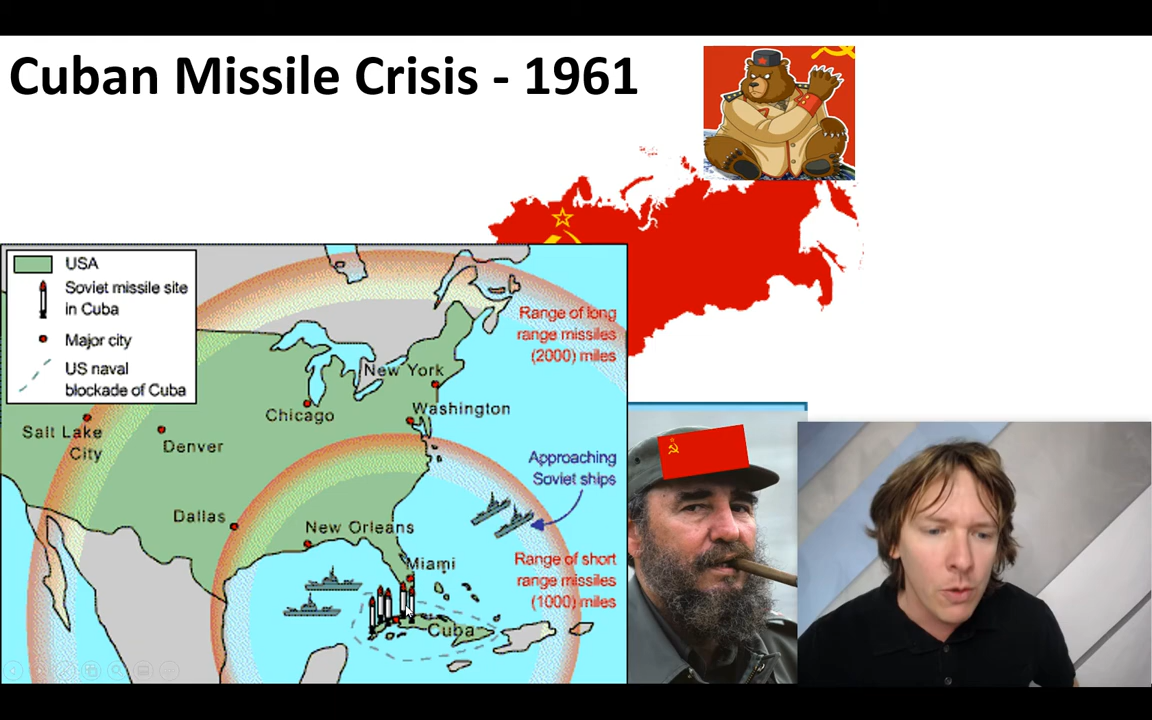 Cuban Missile Crisis - 1961
USA
Soviet missile site
in Cuba
Major city
US naval
blockade of Cuba
Range of long
range missiles
(2000) miles
New York
Chicago
Washington
Salt Lake
City
Denver
Approaching
Soviet ships
Dallas
New Orleans
Miami
Range of short
range missiles
(1000) miles
Cuba